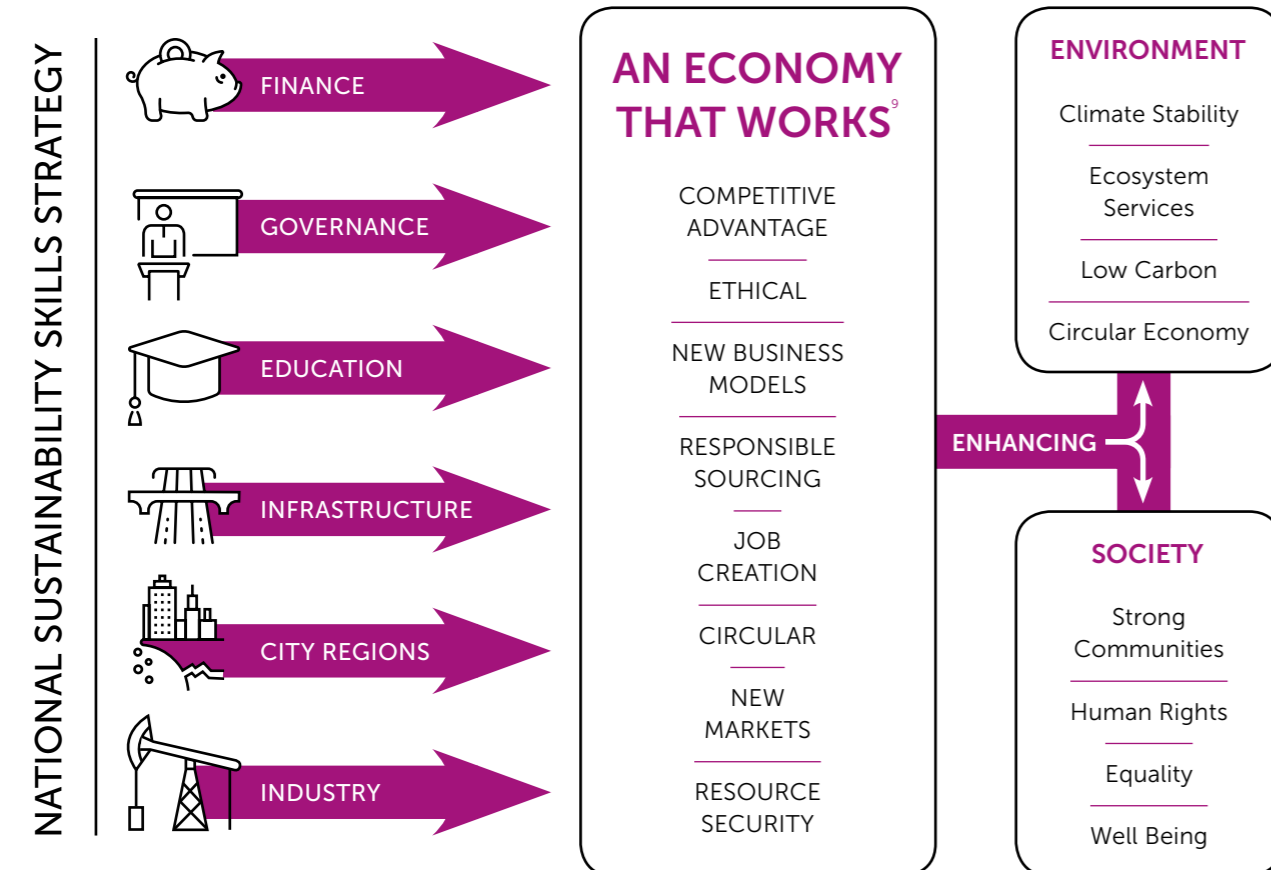 NATIONAL SUSTAINABILITY SKILLS STRATEGY
FINANCE
GOVERNANCE
EDUCATION
INFRASTRUCTURE
CITY REGIONS
INDUSTRY
AN ECONOMY
THAT WORKS⁹
COMPETITIVE
ADVANTAGE
ETHICAL
NEW BUSINESS
MODELS
RESPONSIBLE
SOURCING
JOB
CREATION
CIRCULAR
NEW
MARKETS
RESOURCE
SECURITY
ENHANCING
ENVIRONMENT
Climate Stability
Ecosystem
Services
Low Carbon
Circular Economy
SOCIETY
Strong
Communities
Human Rights
Equality
Well Being